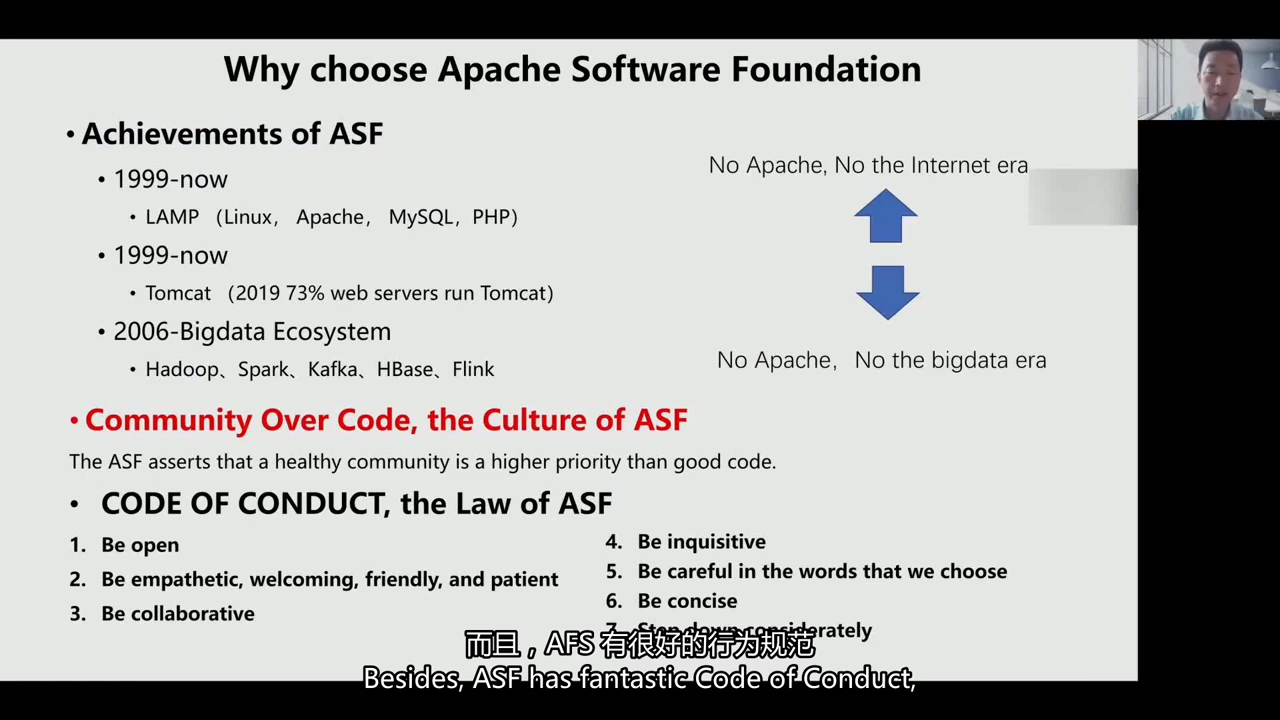 Why choose Apache Software Foundation
• Achievements of ASF
• 1999-now
• LAMP （Linux， Apache， MySQL，PHP）
• 1999-now
• Tomcat （2019 73% web servers run Tomcat）
• 2006-Bigdata Ecosystem
• Hadoop、Spark、Kafka、HBase、Flink
No Apache, No the Internet era
No Apache，No the bigdata era
• Community Over Code, the Culture of ASF
The ASF asserts that a healthy community is a higher priority than good code.
• CODE OF CONDUCT, the Law of ASF
1. Be open
2. Be empathetic, welcoming, friendly, and patient
3. Be collaborative
4. Be inquisitive
5. Be careful in the words that we choose
6. Be concise
7. Step down considerately
而且，AFS 有很好的行为规范
Besides, ASF has fantastic Code of Conduct,